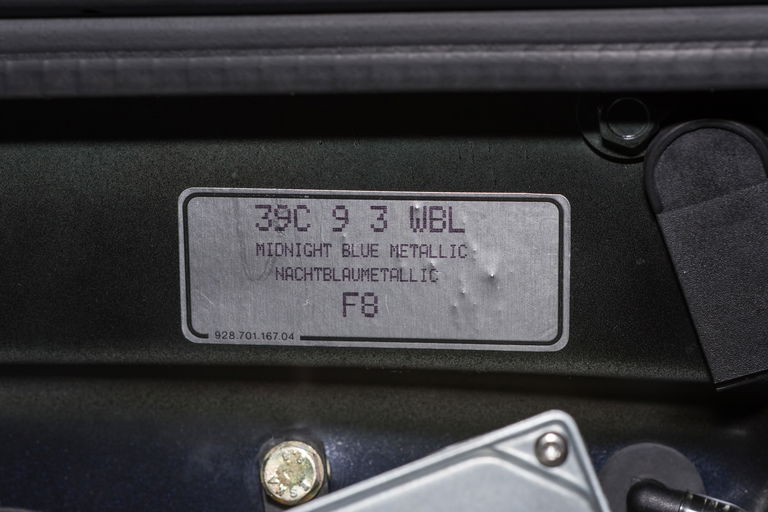 39C 9 3 WBL
MIDNIGHT BLUE METALLIC
NACHTBLAUMETALLIC
F8
928.701.167.04